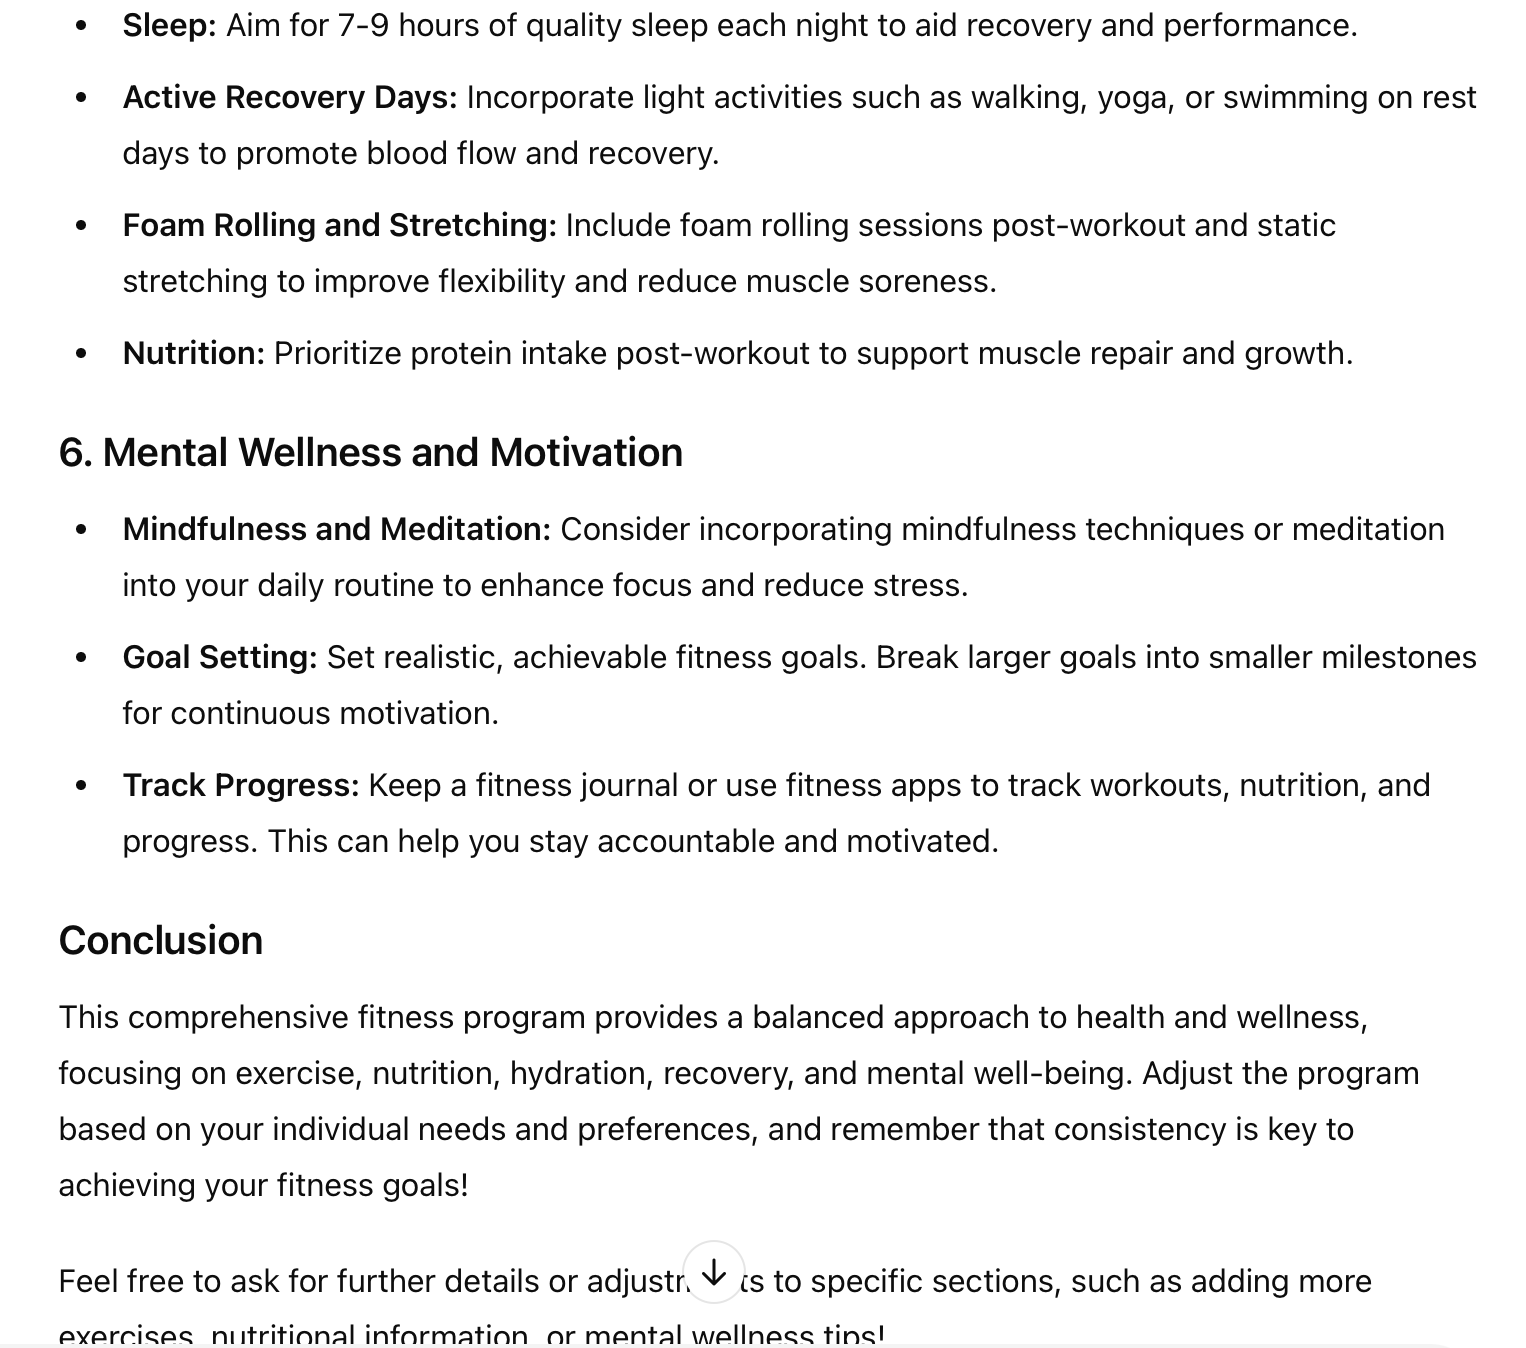 • Sleep: Aim for 7-9 hours of quality sleep each night to aid recovery and performance.
• Active Recovery Days: Incorporate light activities such as walking, yoga, or swimming on rest
days to promote blood flow and recovery.
• Foam Rolling and Stretching: Include foam rolling sessions post-workout and static
stretching to improve flexibility and reduce muscle soreness.
• Nutrition: Prioritize protein intake post-workout to support muscle repair and growth.
6. Mental Wellness and Motivation
• Mindfulness and Meditation: Consider incorporating mindfulness techniques or meditation
into your daily routine to enhance focus and reduce stress.
• Goal Setting: Set realistic, achievable fitness goals. Break larger goals into smaller milestones
for continuous motivation.
• Track Progress: Keep a fitness journal or use fitness apps to track workouts, nutrition, and
progress. This can help you stay accountable and motivated.
Conclusion
This comprehensive fitness program provides a balanced approach to health and wellness,
focusing on exercise, nutrition, hydration, recovery, and mental well-being. Adjust the program
based on your individual needs and preferences, and remember that consistency is key to
achieving your fitness goals!
Feel free to ask for further details or to specific sections, such as adding more
exercises, nutritional information, or mental wellness tips!